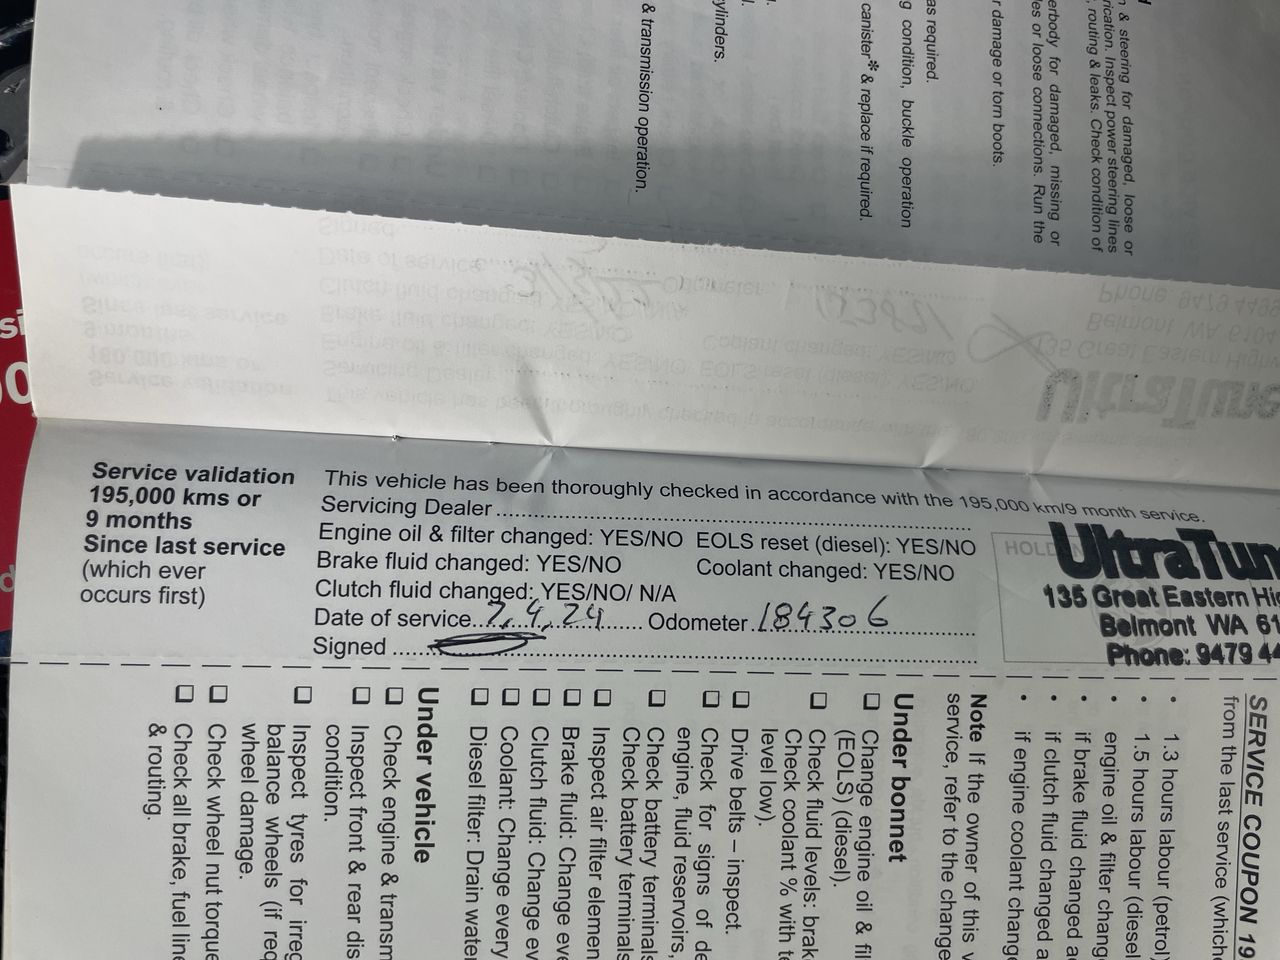 n & steering for damaged, loose or
rication. Inspect power steering lines
, routing & leaks. Check condition of
erbody for damaged, missing or
es or loose connections. Run the
r damage or torn boots.
as required.
g condition, buckle operation
canister* & replace if required.
ylinders.
& transmission operation.
Service validation
195,000 kms or
9 months
Since last service
(which ever
occurs first)
This vehicle has been thoroughly checked in accordance with the 195,000 km/9 month service.
Servicing Dealer
Engine oil & filter changed: YES/NO EOLS reset (diesel): YES/NO
Brake fluid changed: YES/NO Coolant changed: YES/NO
Clutch fluid changed: YES/NO/ N/A
Date of service 7.4.24 Odometer 184306
Signed
UltraTun
135 Great Eastern Hig
Belmont WA 61
Phone: 9479 44
SERVICE COUPON 19
from the last service (which
• 1.3 hours labour (petrol)
• 1.5 hours labour (diesel
• engine oil & filter chang
• if brake fluid changed a
• if clutch fluid changed a
• if engine coolant chang
Note If the owner of this v
service, refer to the change
Under bonnet
Change engine oil & fil
(EOLS) (diesel).
Check fluid levels: brak
Check coolant % with t
level low).
Drive belts – inspect.
Check for signs of de
engine, fluid reservoirs,
Check battery terminals
Check battery terminals
Inspect air filter elemen
Brake fluid: Change eve
Clutch fluid: Change ev
Coolant: Change every
Diesel filter: Drain water
Under vehicle
Check engine & transm
Inspect front & rear dis
condition.
Inspect tyres for irreg
balance wheels (if req
wheel damage.
Check wheel nut torque
Check all brake, fuel line
& routing.